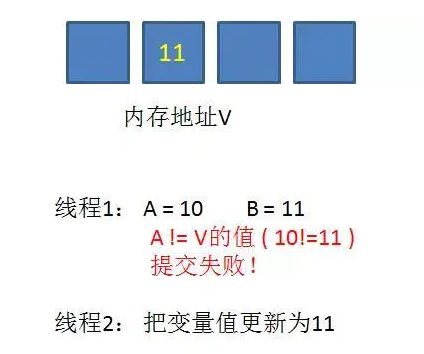 11
内存地址V
线程1： A = 10 B = 11
A != V的值 ( 10!=11 )
提交失败！
线程2： 把变量值更新为11